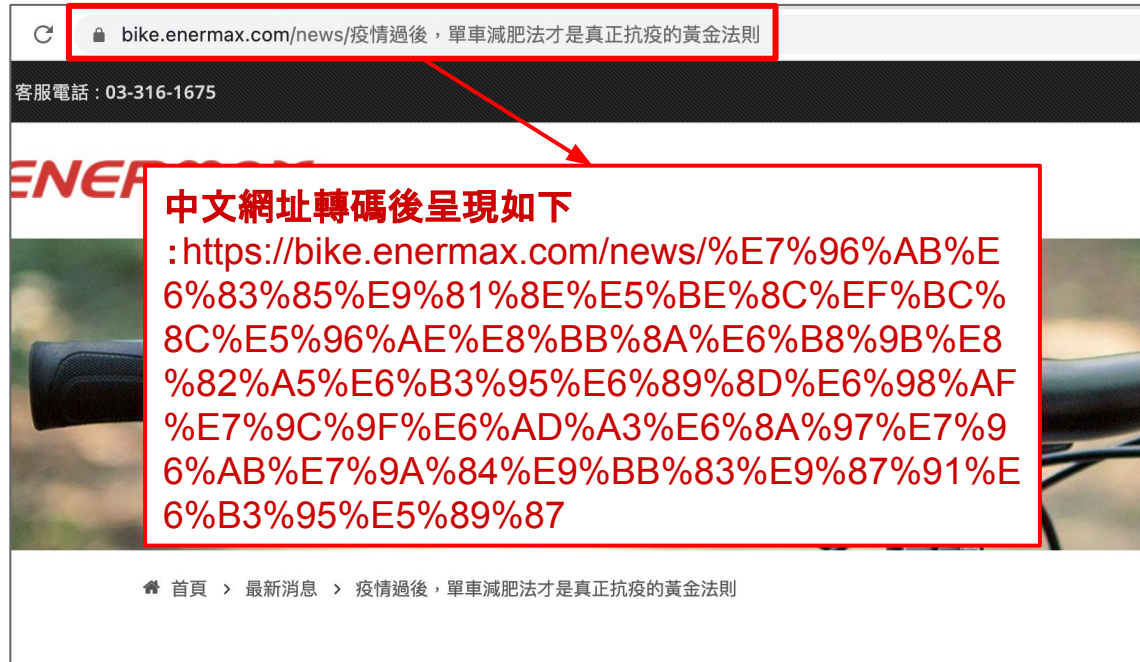 bike.enermax.com/news/疫情過後，單車減肥法才是真正抗疫的黃金法則
客服電話 : 03-316-1675
中文網址轉碼後呈現如下
:https://bike.enermax.com/news/%E7%96%AB%E
6%83%85%E9%81%8E%E5%BE%8C%EF%BC%
8C%E5%96%AE%E8%BB%8A%E6%B8%9B%E8
%82%A5%E6%B3%95%E6%89%8D%E6%98%AF
%E7%9C%9F%E6%AD%A3%E6%8A%97%E7%9
6%AB%E7%9A%84%E9%BB%83%E9%87%91%E
6%B3%95%E5%89%87
首頁 > 最新消息 > 疫情過後，單車減肥法才是真正抗疫的黃金法則